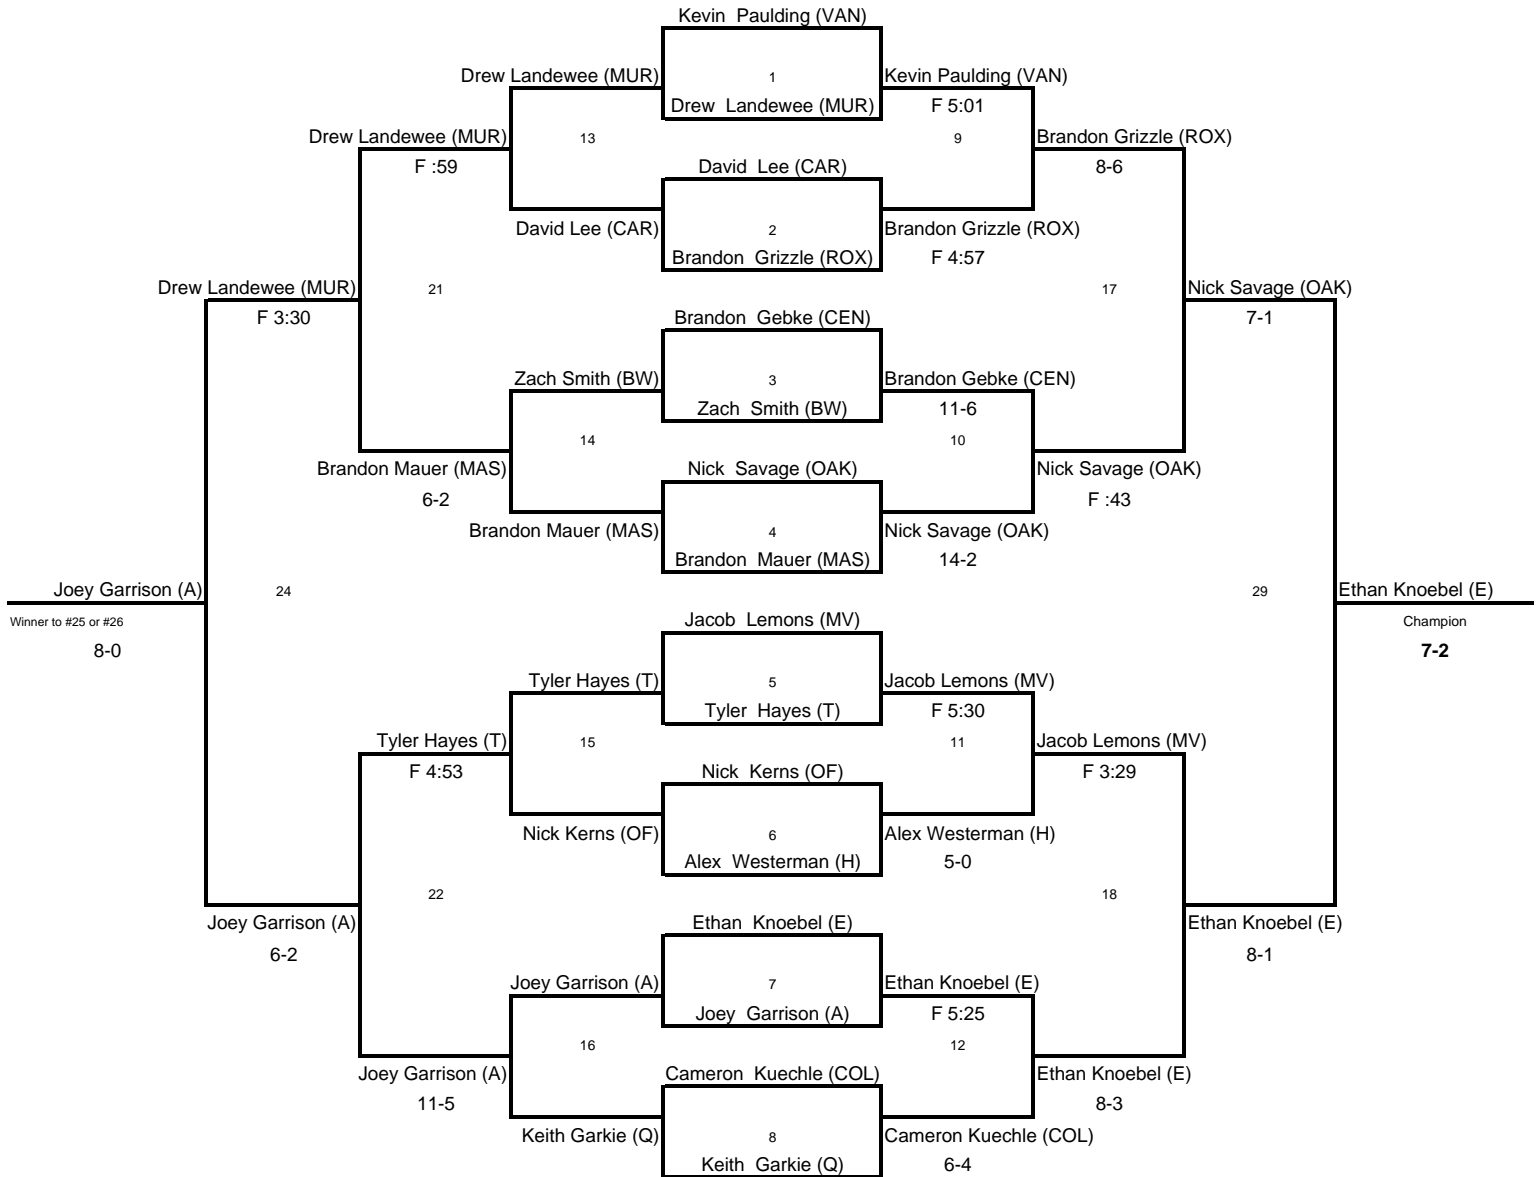 Kevin Paulding (VAN)
Drew Landewee (MUR)
1
Kevin Paulding (VAN)
Drew Landewee (MUR)
F 5:01
Drew Landewee (MUR)
13
9
Brandon Grizzle (ROX)
F :59
David Lee (CAR)
8-6
David Lee (CAR)
2
Brandon Grizzle (ROX)
Brandon Grizzle (ROX)
F 4:57
Drew Landewee (MUR)
21
17
Nick Savage (OAK)
F 3:30
Brandon Gebke (CEN)
7-1
Zach Smith (BW)
3
Brandon Gebke (CEN)
Zach Smith (BW)
11-6
14
10
Brandon Mauer (MAS)
Nick Savage (OAK)
Nick Savage (OAK)
6-2
F :43
Brandon Mauer (MAS)
4
Nick Savage (OAK)
Brandon Mauer (MAS)
14-2
Joey Garrison (A)
24
29
Ethan Knoebel (E)
Winner to #25 or #26
Jacob Lemons (MV)
Champion
8-0
7-2
Tyler Hayes (T)
5
Jacob Lemons (MV)
Tyler Hayes (T)
F 5:30
Tyler Hayes (T)
15
11
Jacob Lemons (MV)
F 4:53
Nick Kerns (OF)
F 3:29
Nick Kerns (OF)
6
Alex Westerman (H)
Alex Westerman (H)
5-0
22
18
Joey Garrison (A)
Ethan Knoebel (E)
Ethan Knoebel (E)
6-2
8-1
Joey Garrison (A)
7
Ethan Knoebel (E)
Joey Garrison (A)
F 5:25
16
12
Joey Garrison (A)
Cameron Kuechle (COL)
Ethan Knoebel (E)
11-5
8-3
Keith Garkie (Q)
8
Cameron Kuechle (COL)
Keith Garkie (Q)
6-4